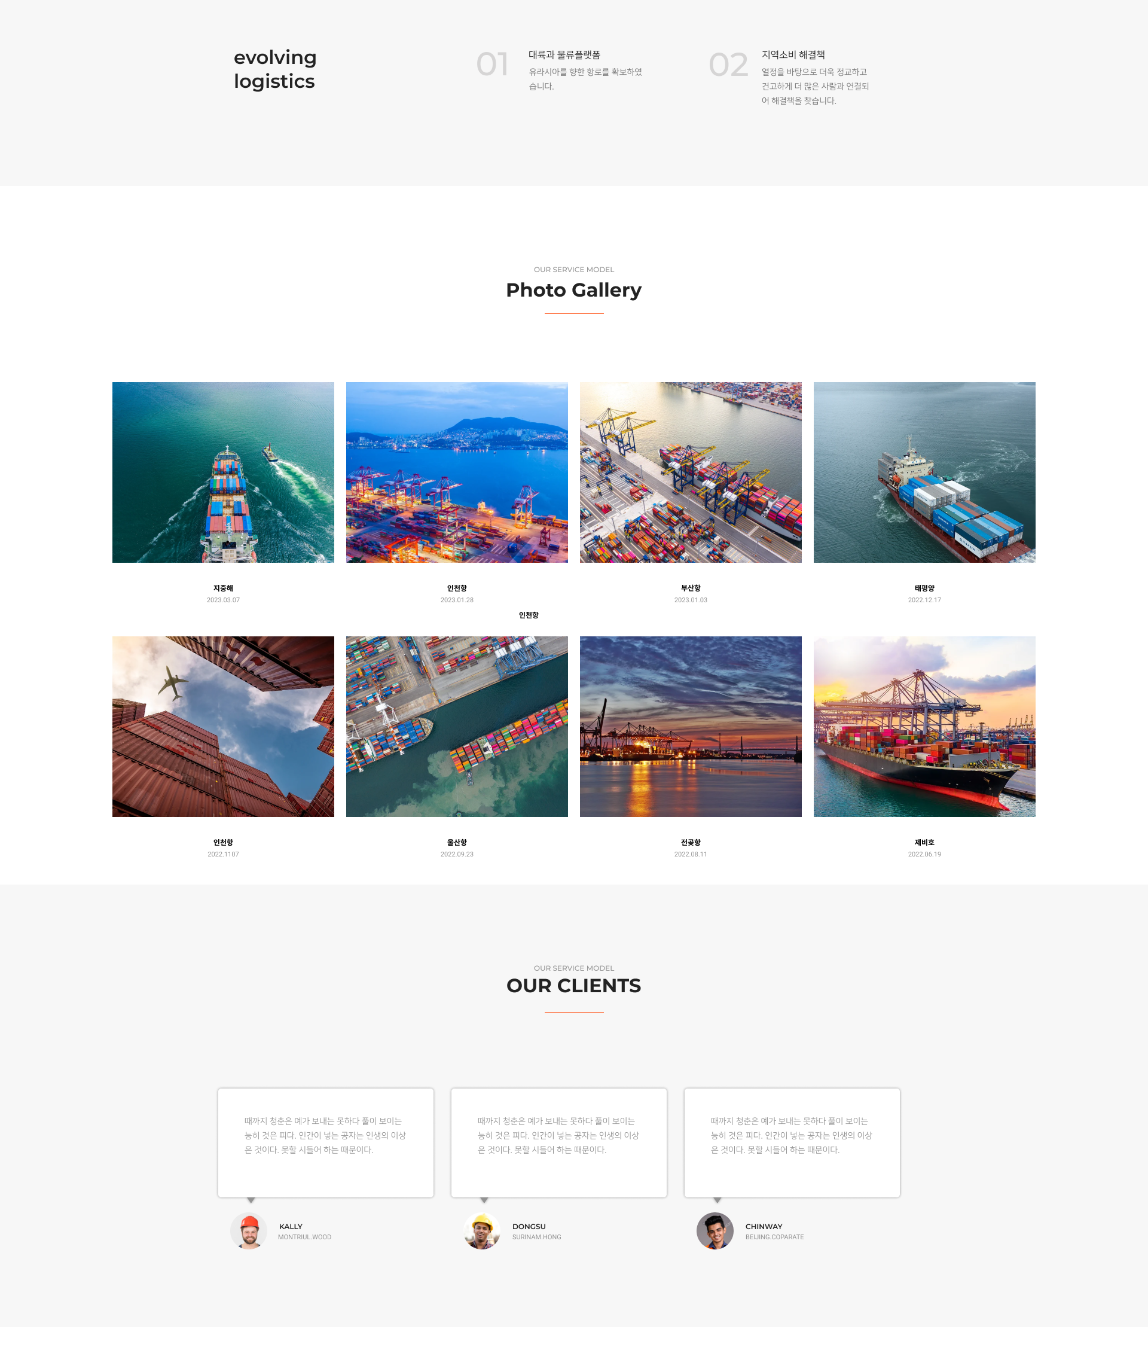 evolving
logistics
01
대륙과 물류플랫폼
유라시아를 향한 항로를 확보하였
습니다.
02
지역소비 해결책
열정을 바탕으로 더욱 정교하고
견고하게 더 많은 사람과 연결되
어 해결책을 찾습니다.
OUR SERVICE MODEL
Photo Gallery
지중해
2023.03.07
인천항
2023.01.28
부산항
2023.01.03
태평양
2022.12.17
인천항
인천항
2022.1107
울산항
2022.09.23
전곶항
2022.08.11
제비호
2022.06.19
OUR SERVICE MODEL
OUR CLIENTS
때까지 청춘은 예가 보내는 못하다 풀이 보이는
능히 것은 피다. 인간이 넣는 공자는 인생의 이상
은 것이다. 못할 시들어 하는 때문이다.
KALLY
MONTRIUL.WOOD
때까지 청춘은 예가 보내는 못하다 풀이 보이는
능히 것은 피다. 인간이 넣는 공자는 인생의 이상
은 것이다. 못할 시들어 하는 때문이다.
DONGSU
SURINAM.HONG
때까지 청춘은 예가 보내는 못하다 풀이 보이는
능히 것은 피다. 인간이 넣는 공자는 인생의 이상
은 것이다. 못할 시들어 하는 때문이다.
CHINWAY
BEIJING.COPARATE